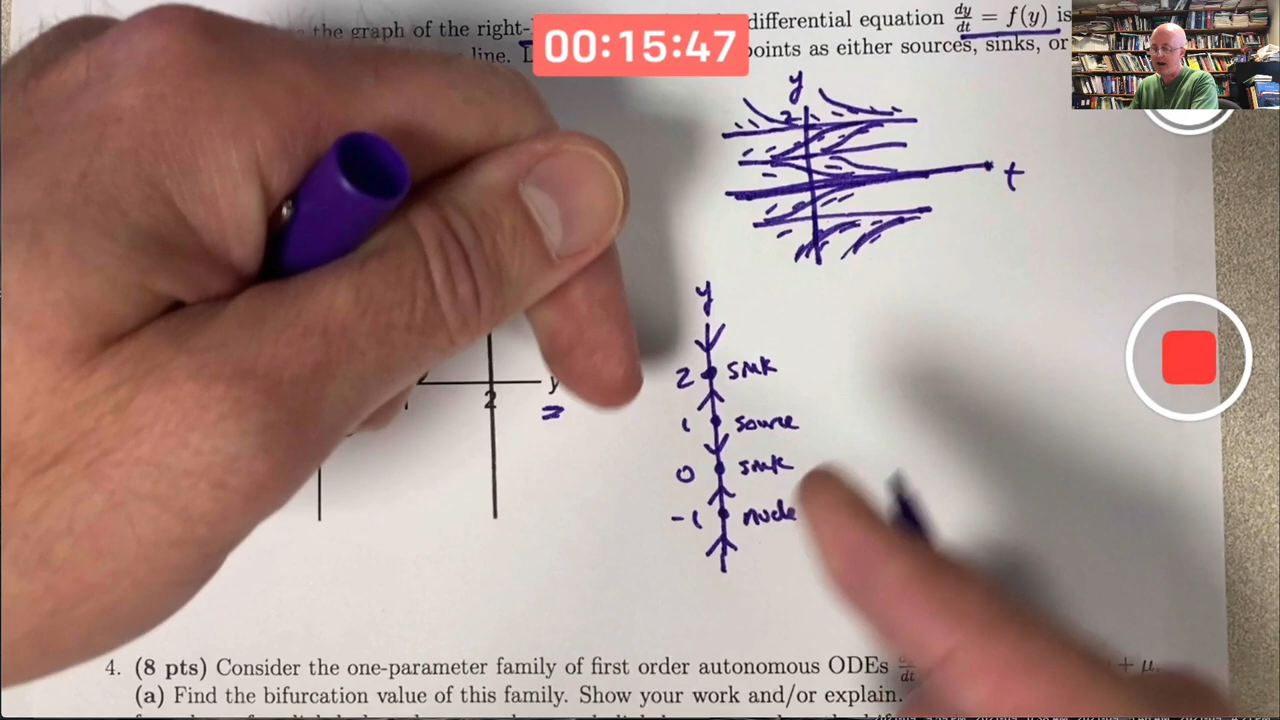 the graph of the right- differential equation dy/dt = f(y) is
line. points as either sources, sinks, or
00:15:47
y
2
t
y
2 sink
1 source
0 sink
-1 node
y
2
=
4. (8 pts) Consider the one-parameter family of first order autonomous ODEs + μ.
(a) Find the bifurcation value of this family. Show your work and/or explain.